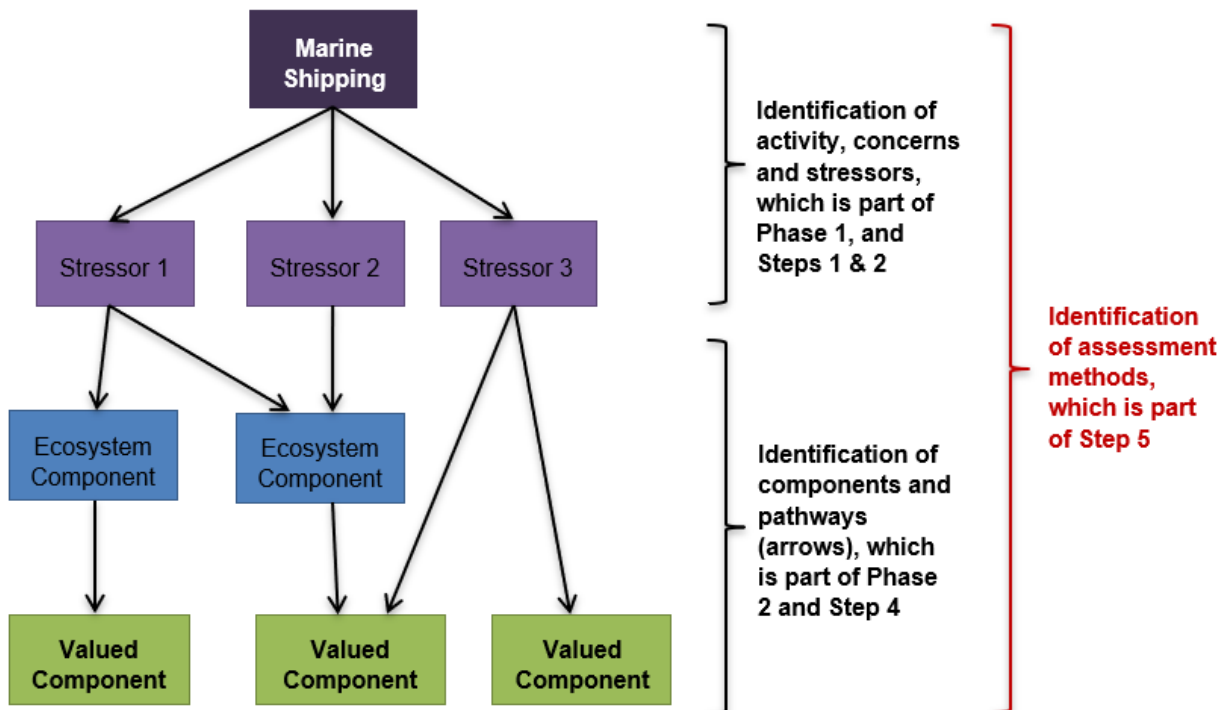 Marine
Shipping
Stressor 1
Stressor 2
Stressor 3
Ecosystem
Component
Ecosystem
Component
Valued
Component
Valued
Component
Valued
Component
Identification of
activity, concerns
and stressors,
which is part of
Phase 1, and
Steps 1 & 2
Identification of
components and
pathways
(arrows), which
is part of Phase
2 and Step 4
Identification
of assessment
methods,
which is part
of Step 5